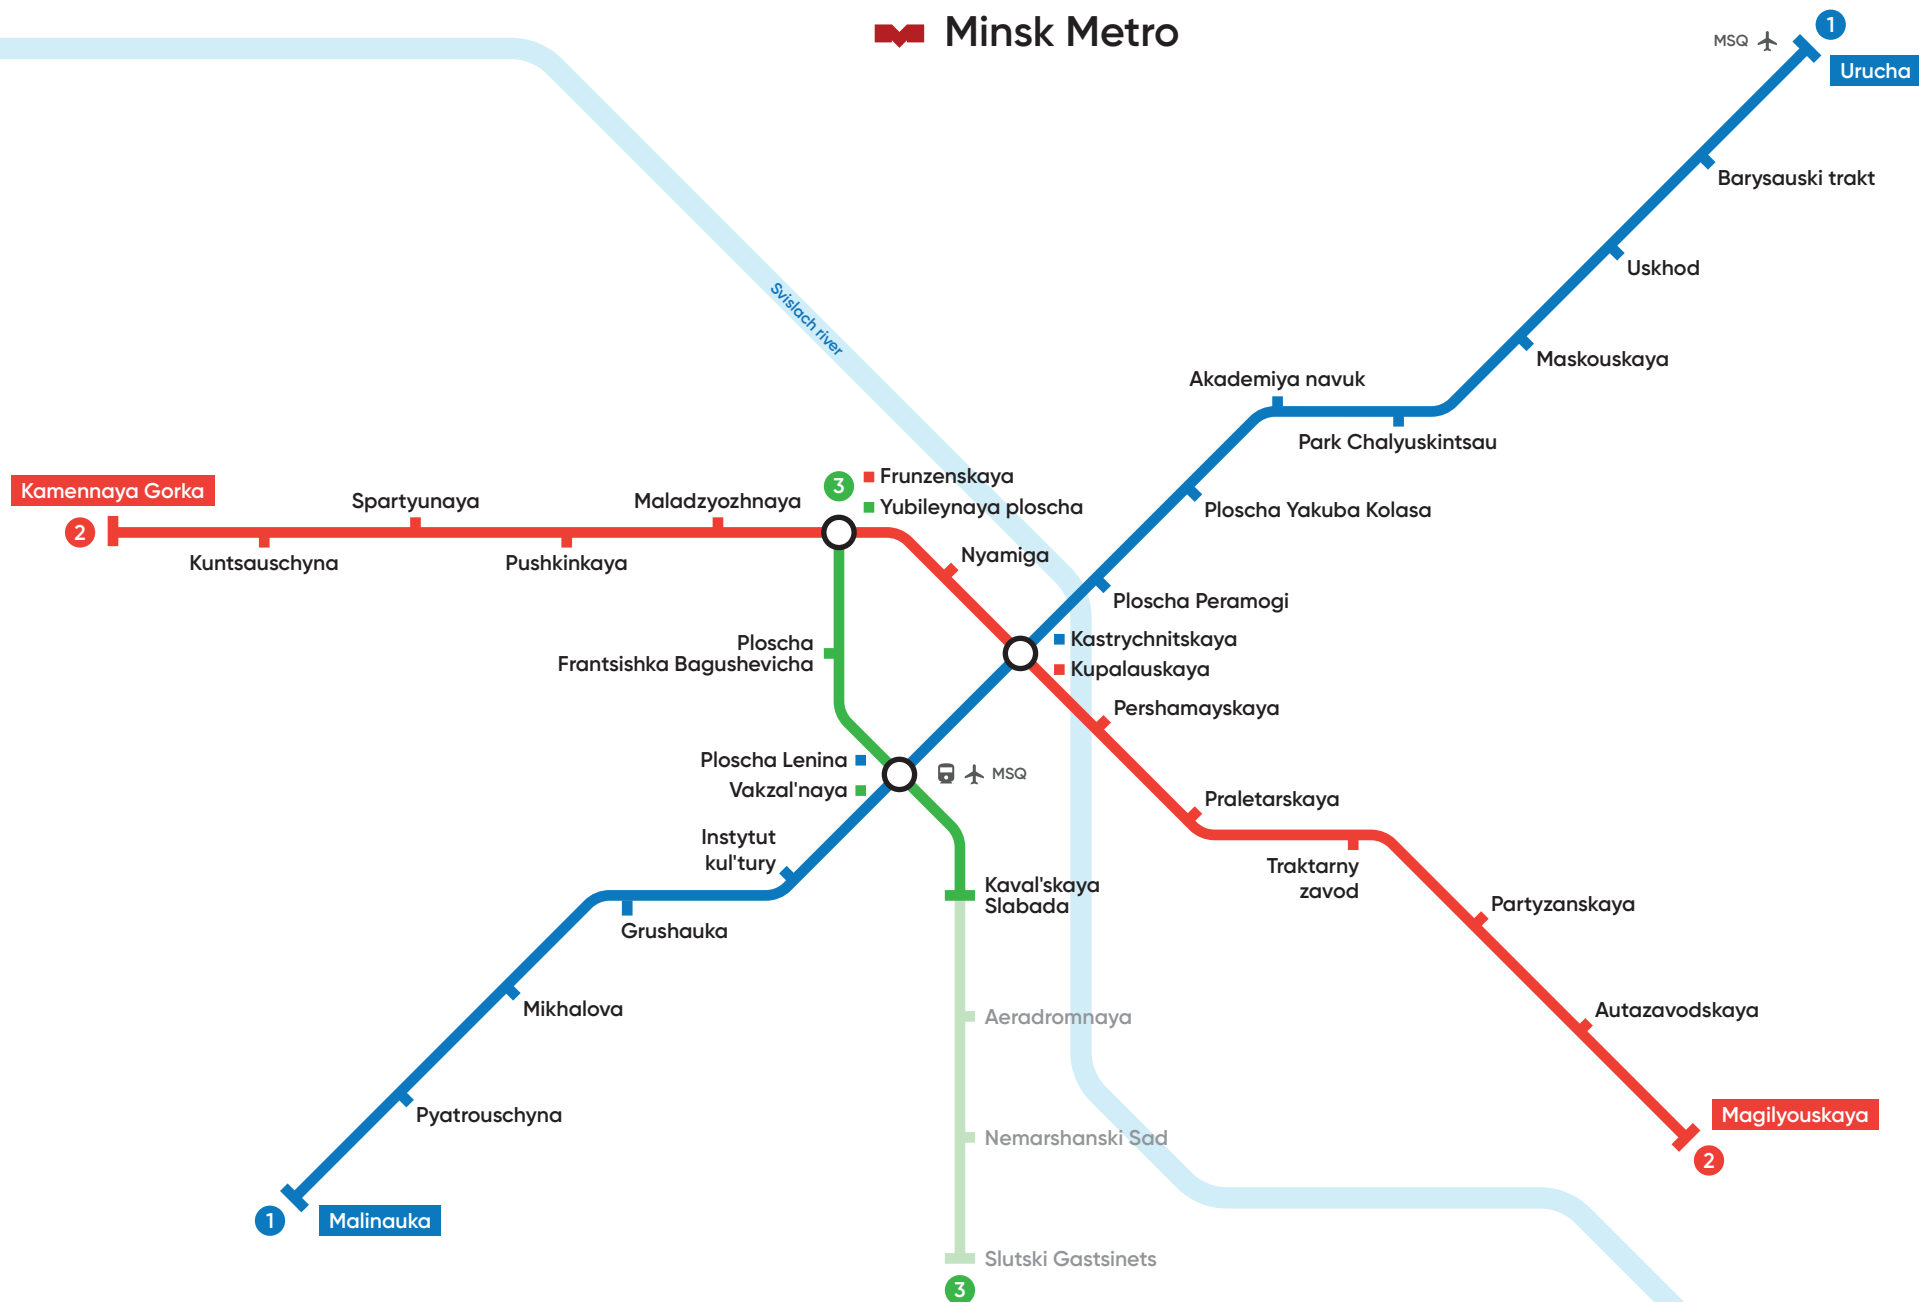 Minsk Metro
1
MSQ
Urucha
Barysauski trakt
Uskhod
Maskouskaya
Akademiya navuk
Park Chalyuskintsau
Ploscha Yakuba Kolasa
Ploscha Peramogi
Svislach river
Kamennaya Gorka
2
Kuntsauschyna
Spartyunaya
Pushkinkaya
Maladzyozhnaya
3
Frunzenskaya
Yubileynaya ploscha
Nyamiga
Kastrychnitskaya
Kupalauskaya
Ploscha
Frantsishka Bagushevicha
Pershamayskaya
Ploscha Lenina
Vakzal'naya
MSQ
Praletarskaya
Instytut
kul'tury
Traktarny
zavod
Kaval'skaya
Slabada
Grushauka
Partyzanskaya
Mikhalova
Aeradromnaya
Autazavodskaya
Pyatrouschyna
Nemarshanski Sad
Magilyouskaya
2
1
Malinauka
Slutski Gastsinets
3